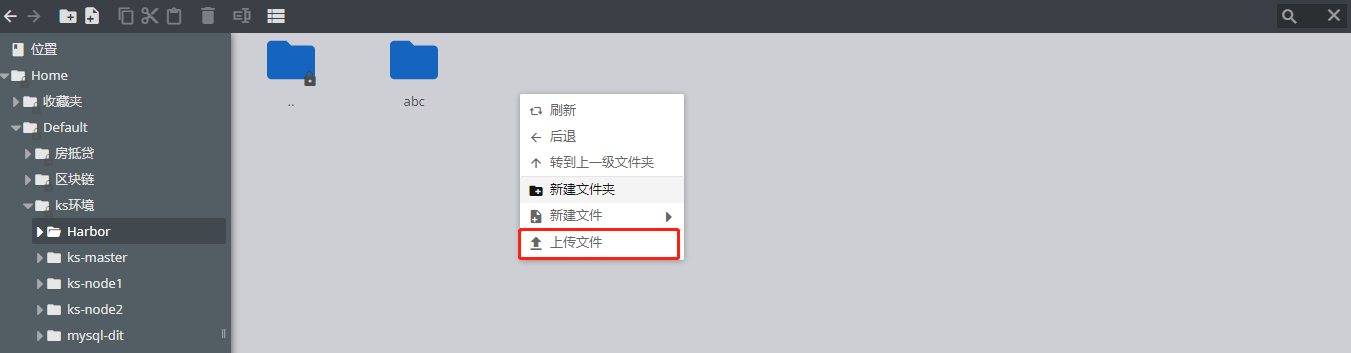 位置
Home
收藏夹
Default
房抵贷
区块链
ks环境
Harbor
ks-master
ks-node1
ks-node2
mysql-dit
..
abc
刷新
后退
转到上一级文件夹
新建文件夹
新建文件
上传文件